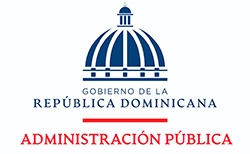 GOBIERNO DE LA
REPÚBLICA DOMINICANA
ADMINISTRACIÓN PÚBLICA